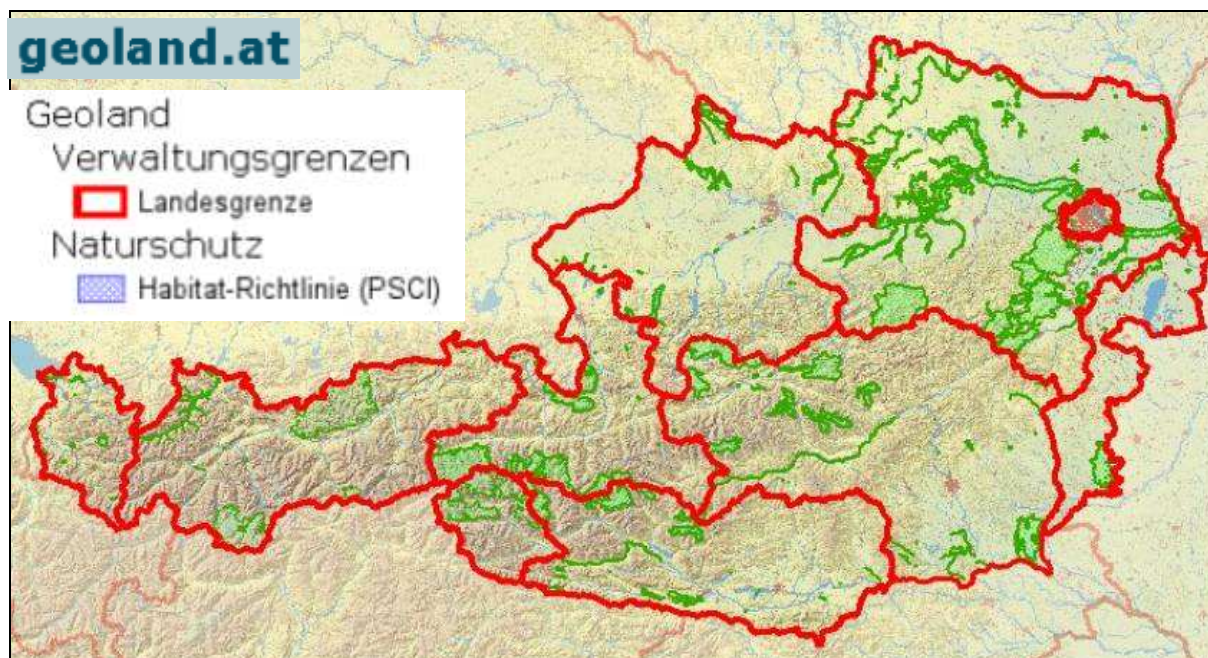 geoland.at
Geoland
Verwaltungsgrenzen
Landesgrenze
Naturschutz
Habitat-Richtlinie (PSCI)